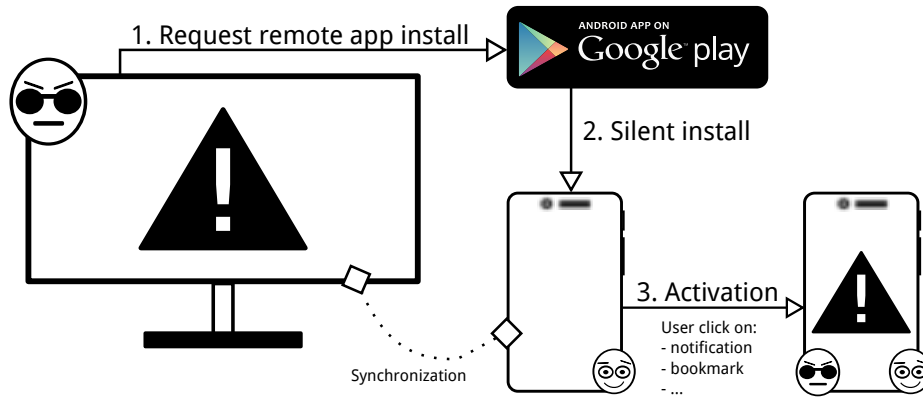 1. Request remote app install
ANDROID APP ON
Google play
2. Silent install
3. Activation
User click on:
- notification
- bookmark
- ...
Synchronization